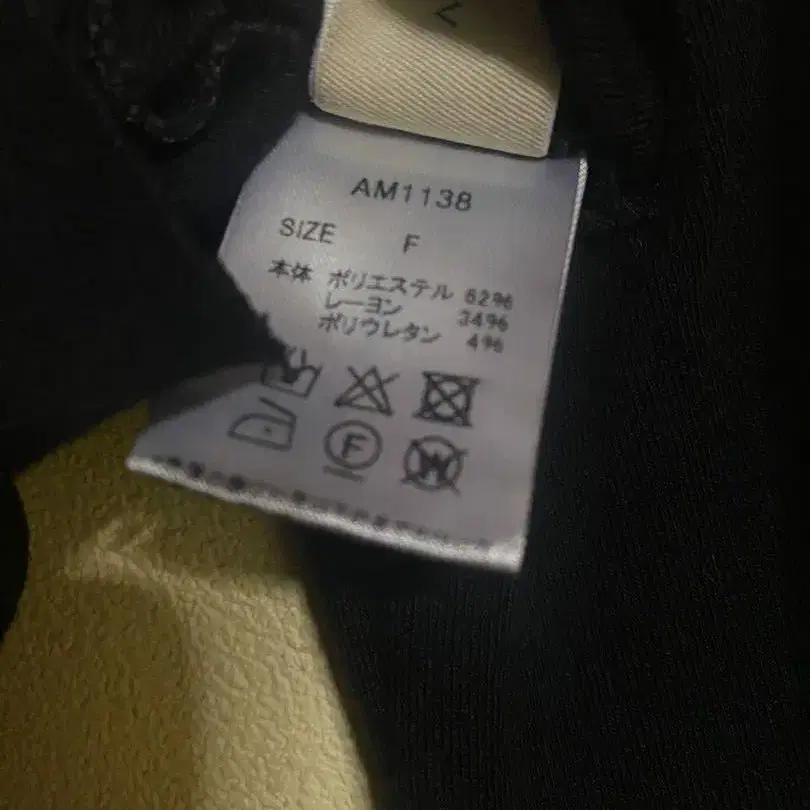 AM1138
SIZE F
本体 ポリエステル 62%
レーヨン 34%
ポリウレタン 4%
F
W